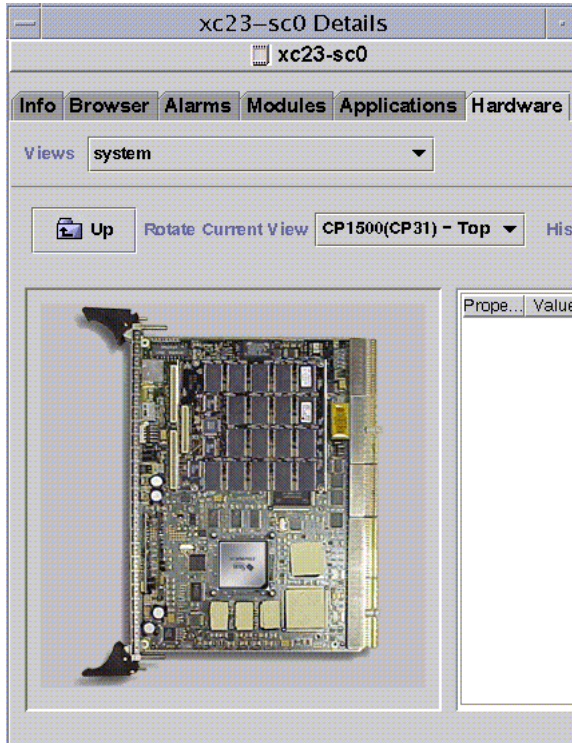 xc23-sc0 Details
xc23-sc0
Info Browser Alarms Modules Applications Hardware
Views system
Up Rotate Current View CP1500(CP31) - Top His
Prope... Value